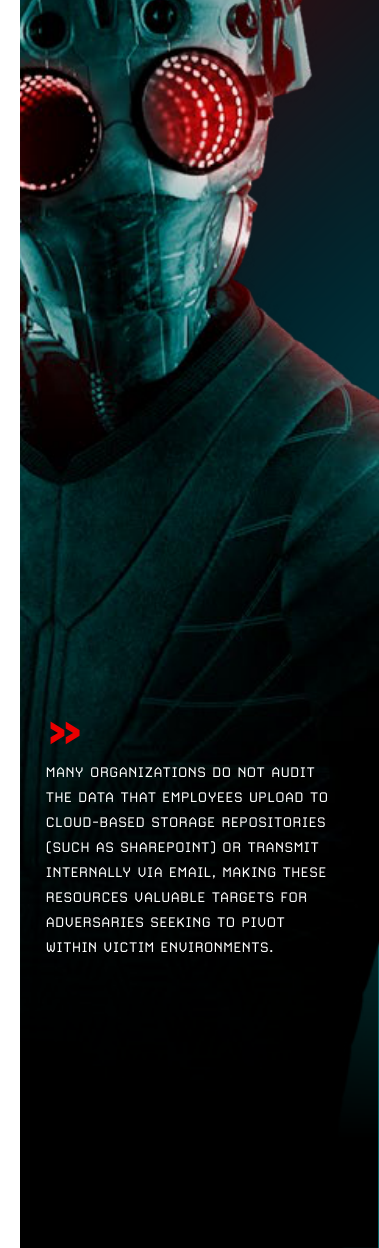 MANY ORGANIZATIONS DO NOT AUDIT
THE DATA THAT EMPLOYEES UPLOAD TO
CLOUD-BASED STORAGE REPOSITORIES
(SUCH AS SHAREPOINT) OR TRANSMIT
INTERNALLY VIA EMAIL, MAKING THESE
RESOURCES VALUABLE TARGETS FOR
ADVERSARIES SEEKING TO PIVOT
WITHIN VICTIM ENVIRONMENTS.